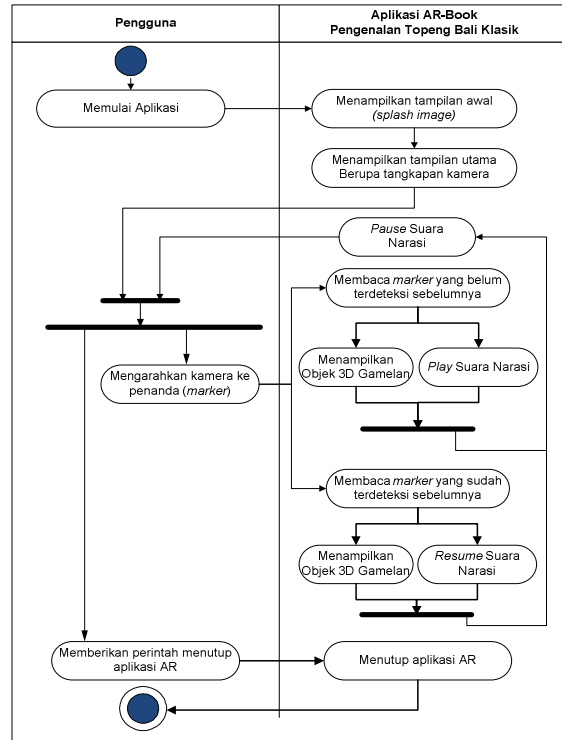 Pengguna
Aplikasi AR-Book
Pengenalan Topeng Bali Klasik
Memulai Aplikasi
Menampilkan tampilan awal
(splash image)
Menampilkan tampilan utama
Berupa tangkapan kamera
Pause Suara
Narasi
Membaca marker yang belum
terdeteksi sebelumnya
Menampilkan
Objek 3D Gamelan
Play Suara Narasi
Mengarahkan kamera ke
penanda (marker)
Membaca marker yang sudah
terdeteksi sebelumnya
Menampilkan
Objek 3D Gamelan
Resume Suara
Narasi
Memberikan perintah menutup
aplikasi AR
Menutup aplikasi AR